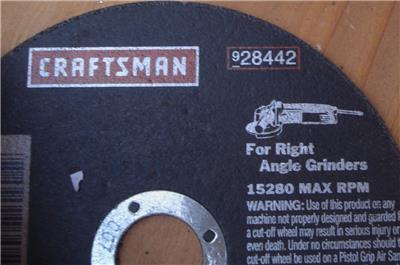 CRAFTSMAN
928442
For Right
Angle Grinders
15280 MAX RPM
WARNING: Use of this product on any
machine not properly designed and guarded
a cut-off wheel may result in serious injury or
even death. Under no circumstances should
cut-off wheel be used on a Pistol Grip Air